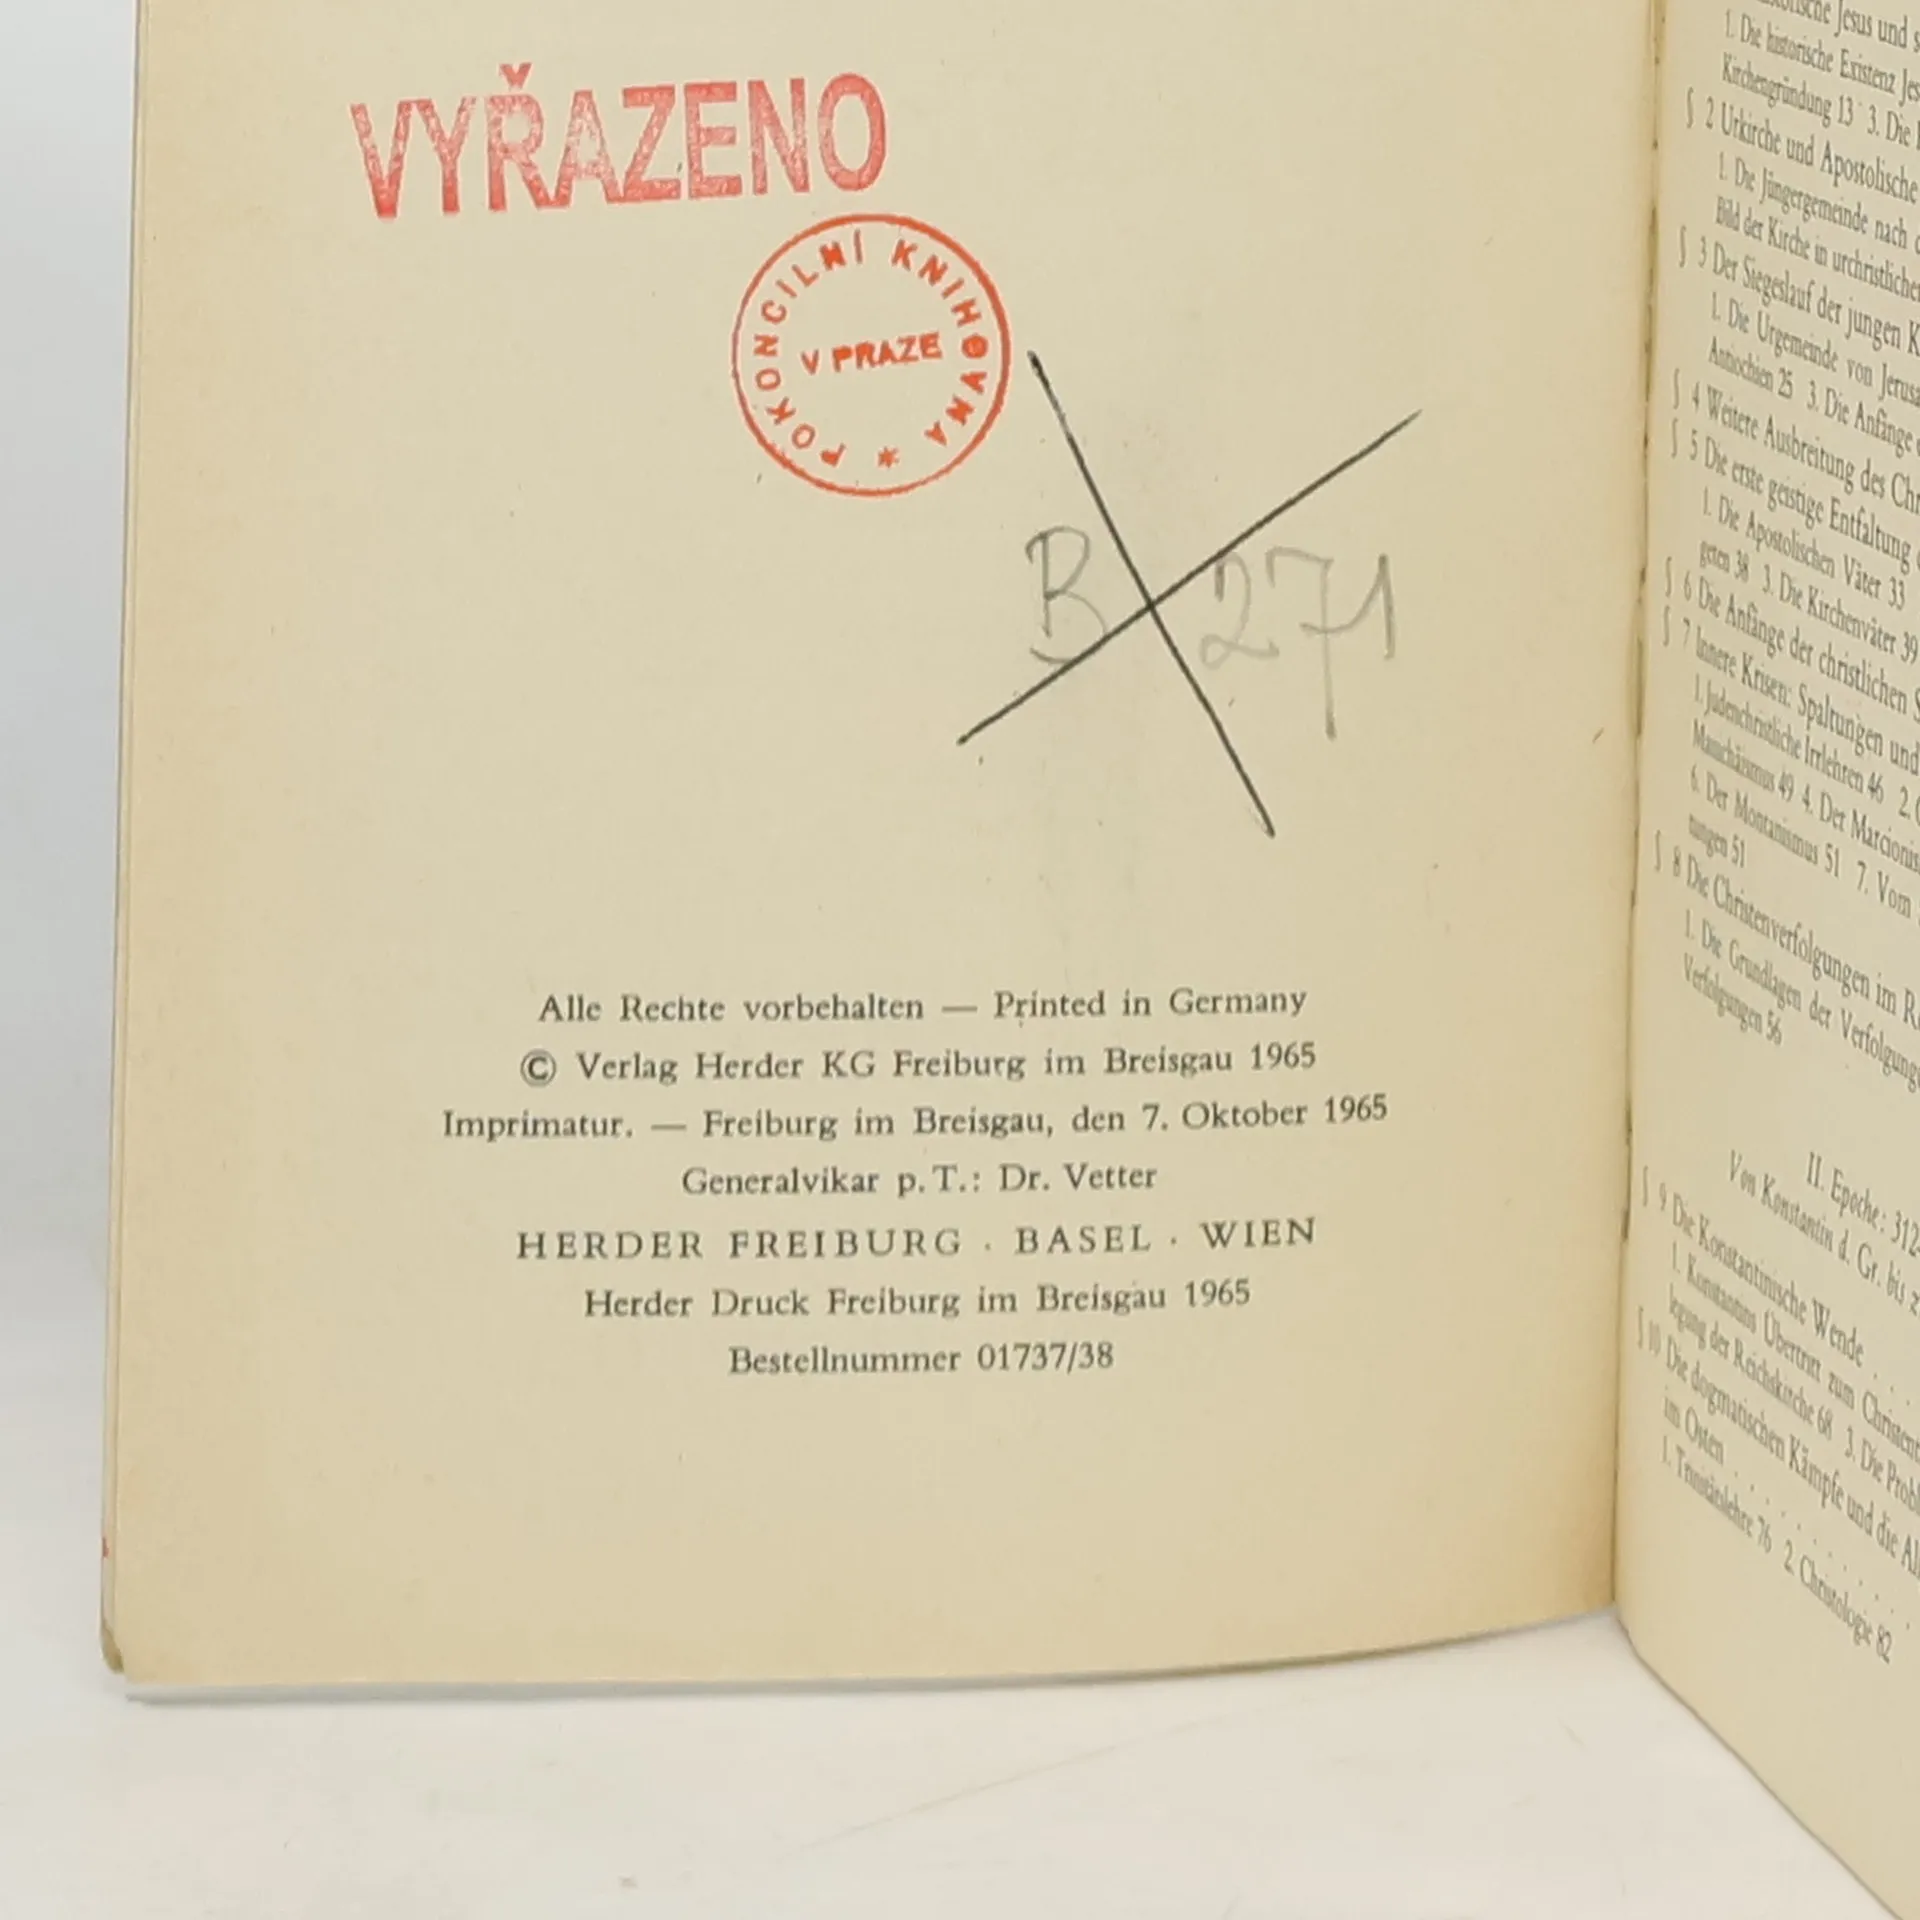 VYŘAZENO
POKONCILNÍ KNIHOVNA *
V PRAZE
B 271
Alle Rechte vorbehalten — Printed in Germany
© Verlag Herder KG Freiburg im Breisgau 1965
Imprimatur. — Freiburg im Breisgau, den 7. Oktober 1965
Generalvikar p. T.: Dr. Vetter
HERDER FREIBURG · BASEL · WIEN
Herder Druck Freiburg im Breisgau 1965
Bestellnummer 01737/38
Jesus und
1. Die historische Existenz
Kirchengründung 13 3. Die
§ 2 Urkirche und Apostolische
1. Die Jüngergemeinde nach
Bild der Kirche in urchristlicher
§ 3 Der Siegeslauf der jungen
1. Die Urgemeinde von
Antiochien 25 3. Die Anfänge
§ 4 Weitere Ausbreitung des
§ 5 Die erste geistige Entfaltung
1. Die Apostolischen Väter 33
geten 38 3. Die Kirchenväter 39
§ 6 Die Anfänge der christlichen
§ 7 Innere Krisen: Spaltungen und
1. Judenchristliche Irrlehren 46 2.
Manichäismus 49 4. Der
6. Der Montanismus 51 7. Vom
tungen 51
§ 8 Die Christenverfolgungen im
1. Die Grundlagen der
Verfolgungen 56
II. Epoche: 312
Von Konstantin d. Gr. bis
§ 9 Die Konstantinische Wende . . .
1. Konstantins Übertritt zum
legung der Reichskirche 68 3. Die
§ 10 Die dogmatischen Kämpfe und die
im Osten . . . . . . . .
1. Trinitätslehre 76 2. Christologie 82